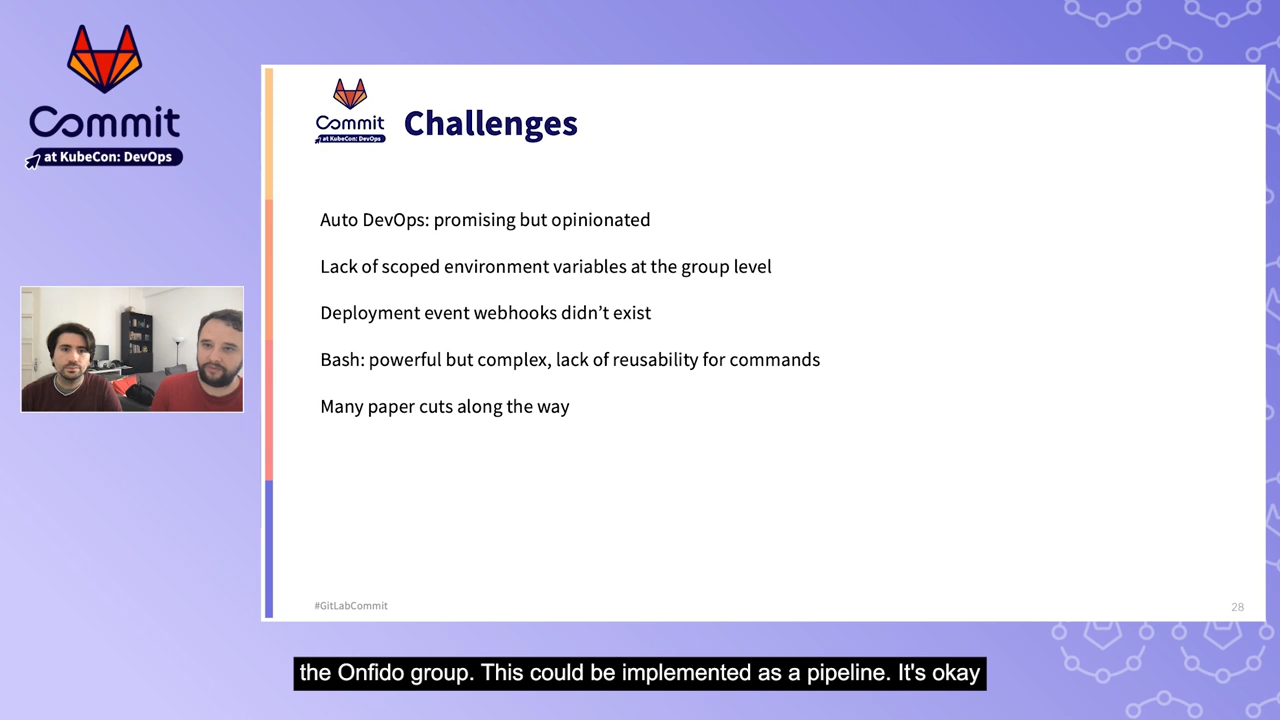 Commit
at KubeCon: DevOps
Commit
at KubeCon: DevOps
Challenges
Auto DevOps: promising but opinionated
Lack of scoped environment variables at the group level
Deployment event webhooks didn’t exist
Bash: powerful but complex, lack of reusability for commands
Many paper cuts along the way
#GitLabCommit
28
the Onfido group. This could be implemented as a pipeline. It's okay